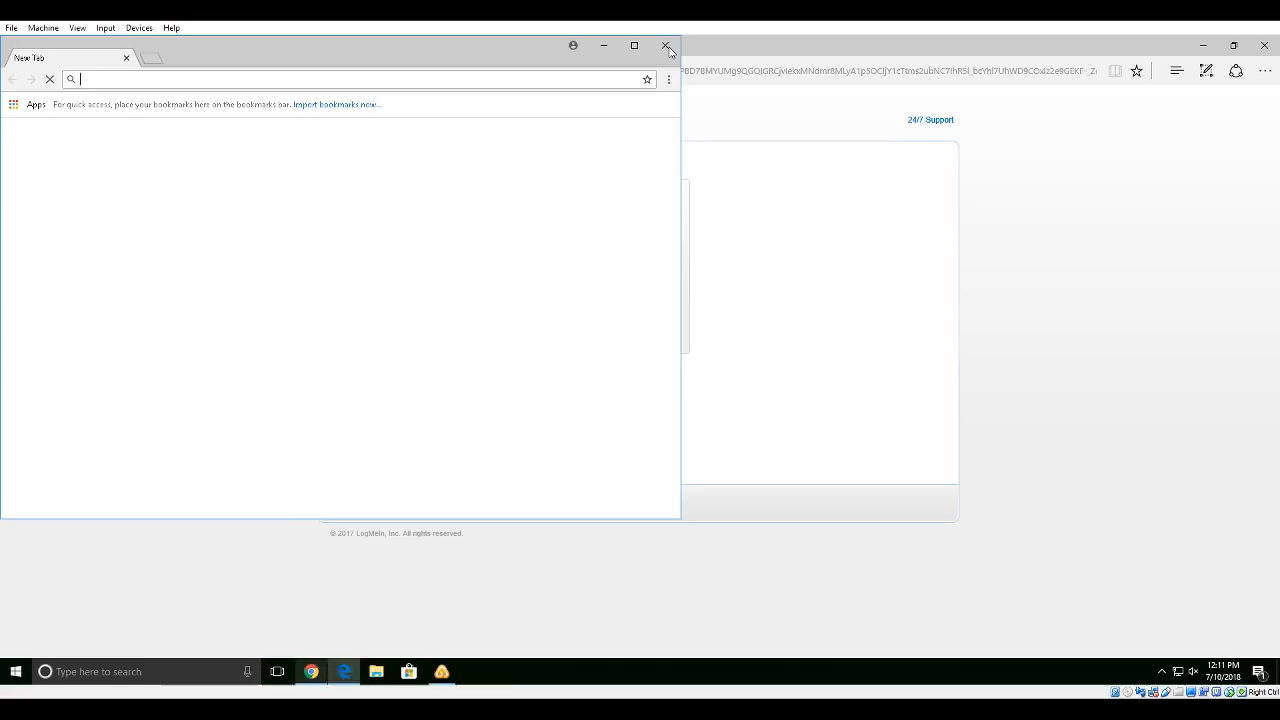 File Machine View Input Devices Help
New Tab
Apps For quick access, place your bookmarks here on the bookmarks bar. Import bookmarks now...
24/7 Support
© 2017 LogMeIn, Inc. All rights reserved.
Type here to search
12:11 PM
7/10/2018
Right Ctrl